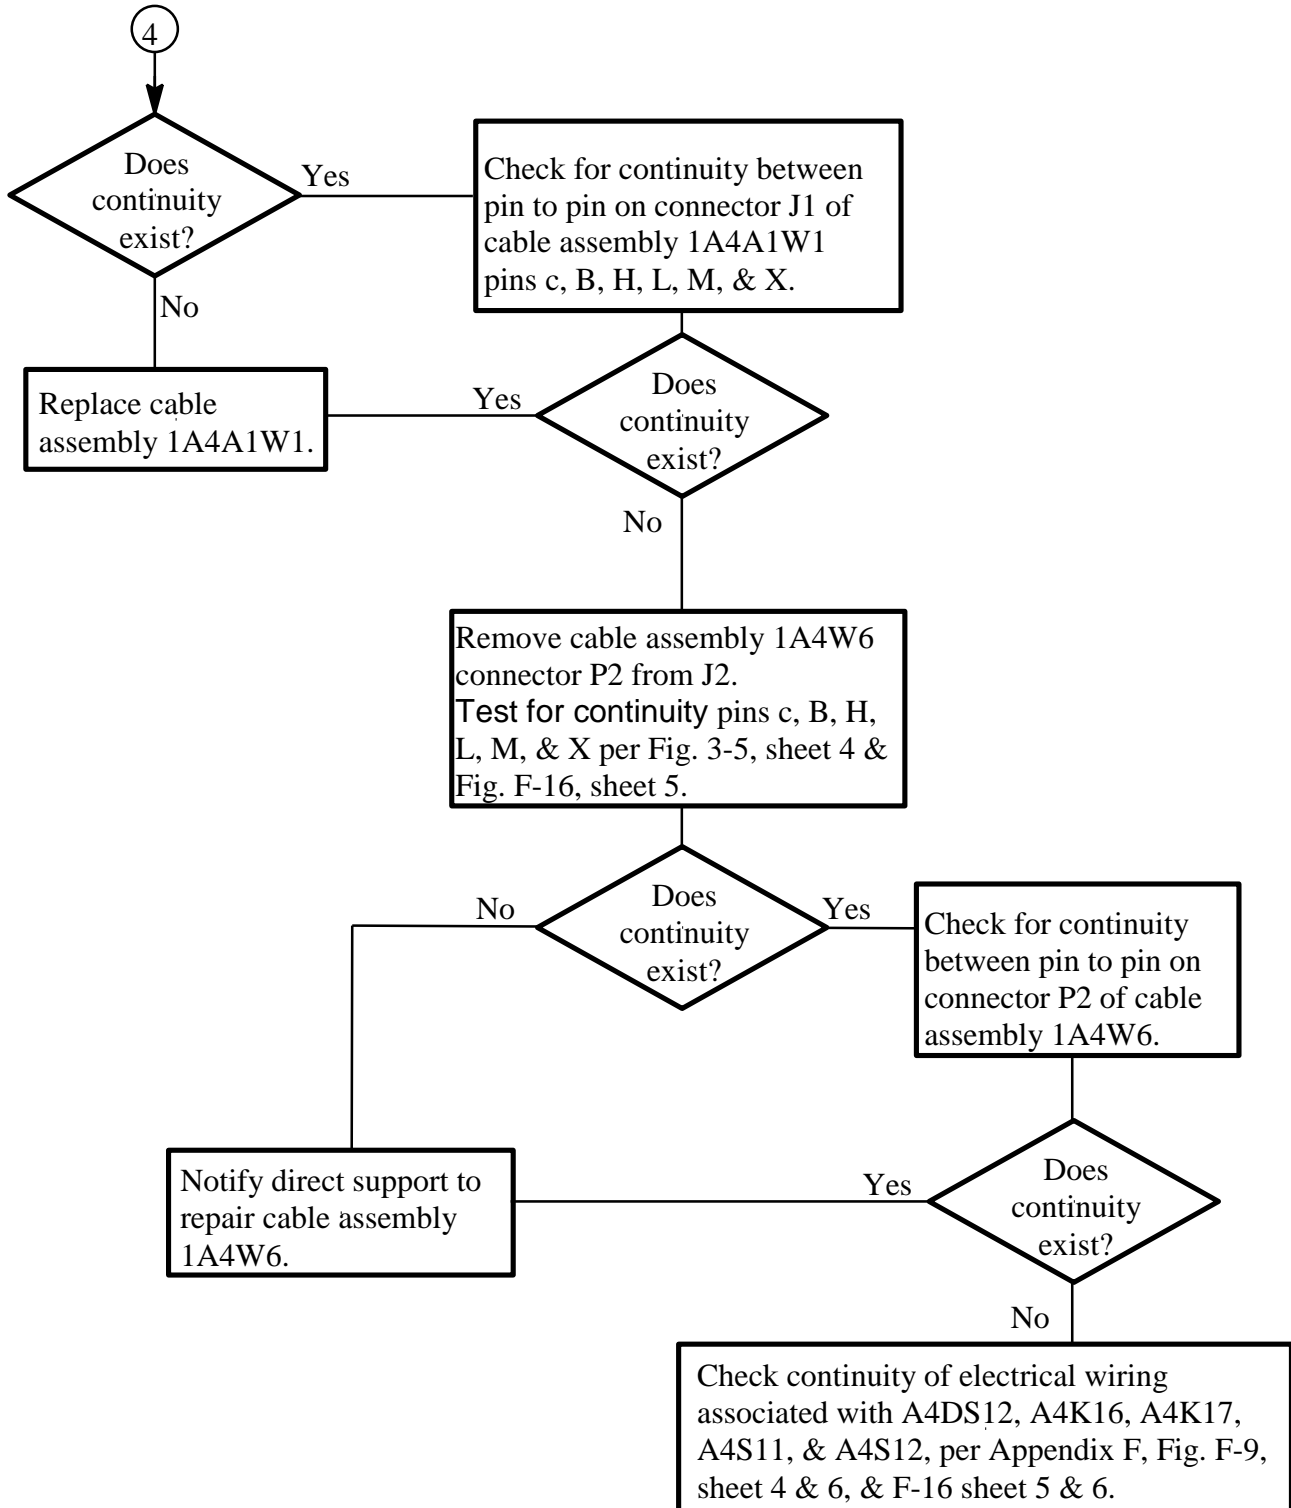 4
Does
continuity
exist?
Yes
Check for continuity between
pin to pin on connector J1 of
cable assembly 1A4A1W1
pins c, B, H, L, M, & X.
No
Replace cable
assembly 1A4A1W1.
Yes
Does
continuity
exist?
No
Remove cable assembly 1A4W6
connector P2 from J2.
Test for continuity pins c, B, H,
L, M, & X per Fig. 3-5, sheet 4 &
Fig. F-16, sheet 5.
No
Does
continuity
exist?
Yes
Check for continuity
between pin to pin on
connector P2 of cable
assembly 1A4W6.
Notify direct support to
repair cable assembly
1A4W6.
Yes
Does
continuity
exist?
No
Check continuity of electrical wiring
associated with A4DS12, A4K16, A4K17,
A4S11, & A4S12, per Appendix F, Fig. F-9,
sheet 4 & 6, & F-16 sheet 5 & 6.